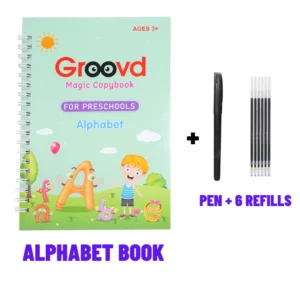 AGES 3+
Groovd
Magic Copybook
FOR PRESCHOOLS
Alphabet
A
+
PEN + 6 REFILLS
ALPHABET BOOK